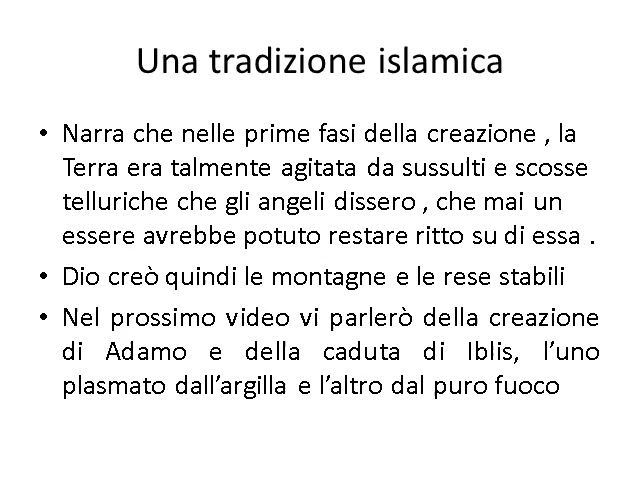 Una tradizione islamica
• Narra che nelle prime fasi della creazione , la
Terra era talmente agitata da sussulti e scosse
telluriche che gli angeli dissero , che mai un
essere avrebbe potuto restare ritto su di essa .
• Dio creò quindi le montagne e le rese stabili
• Nel prossimo video vi parlerò della creazione
di Adamo e della caduta di Iblis, l’uno
plasmato dall’argilla e l’altro dal puro fuoco